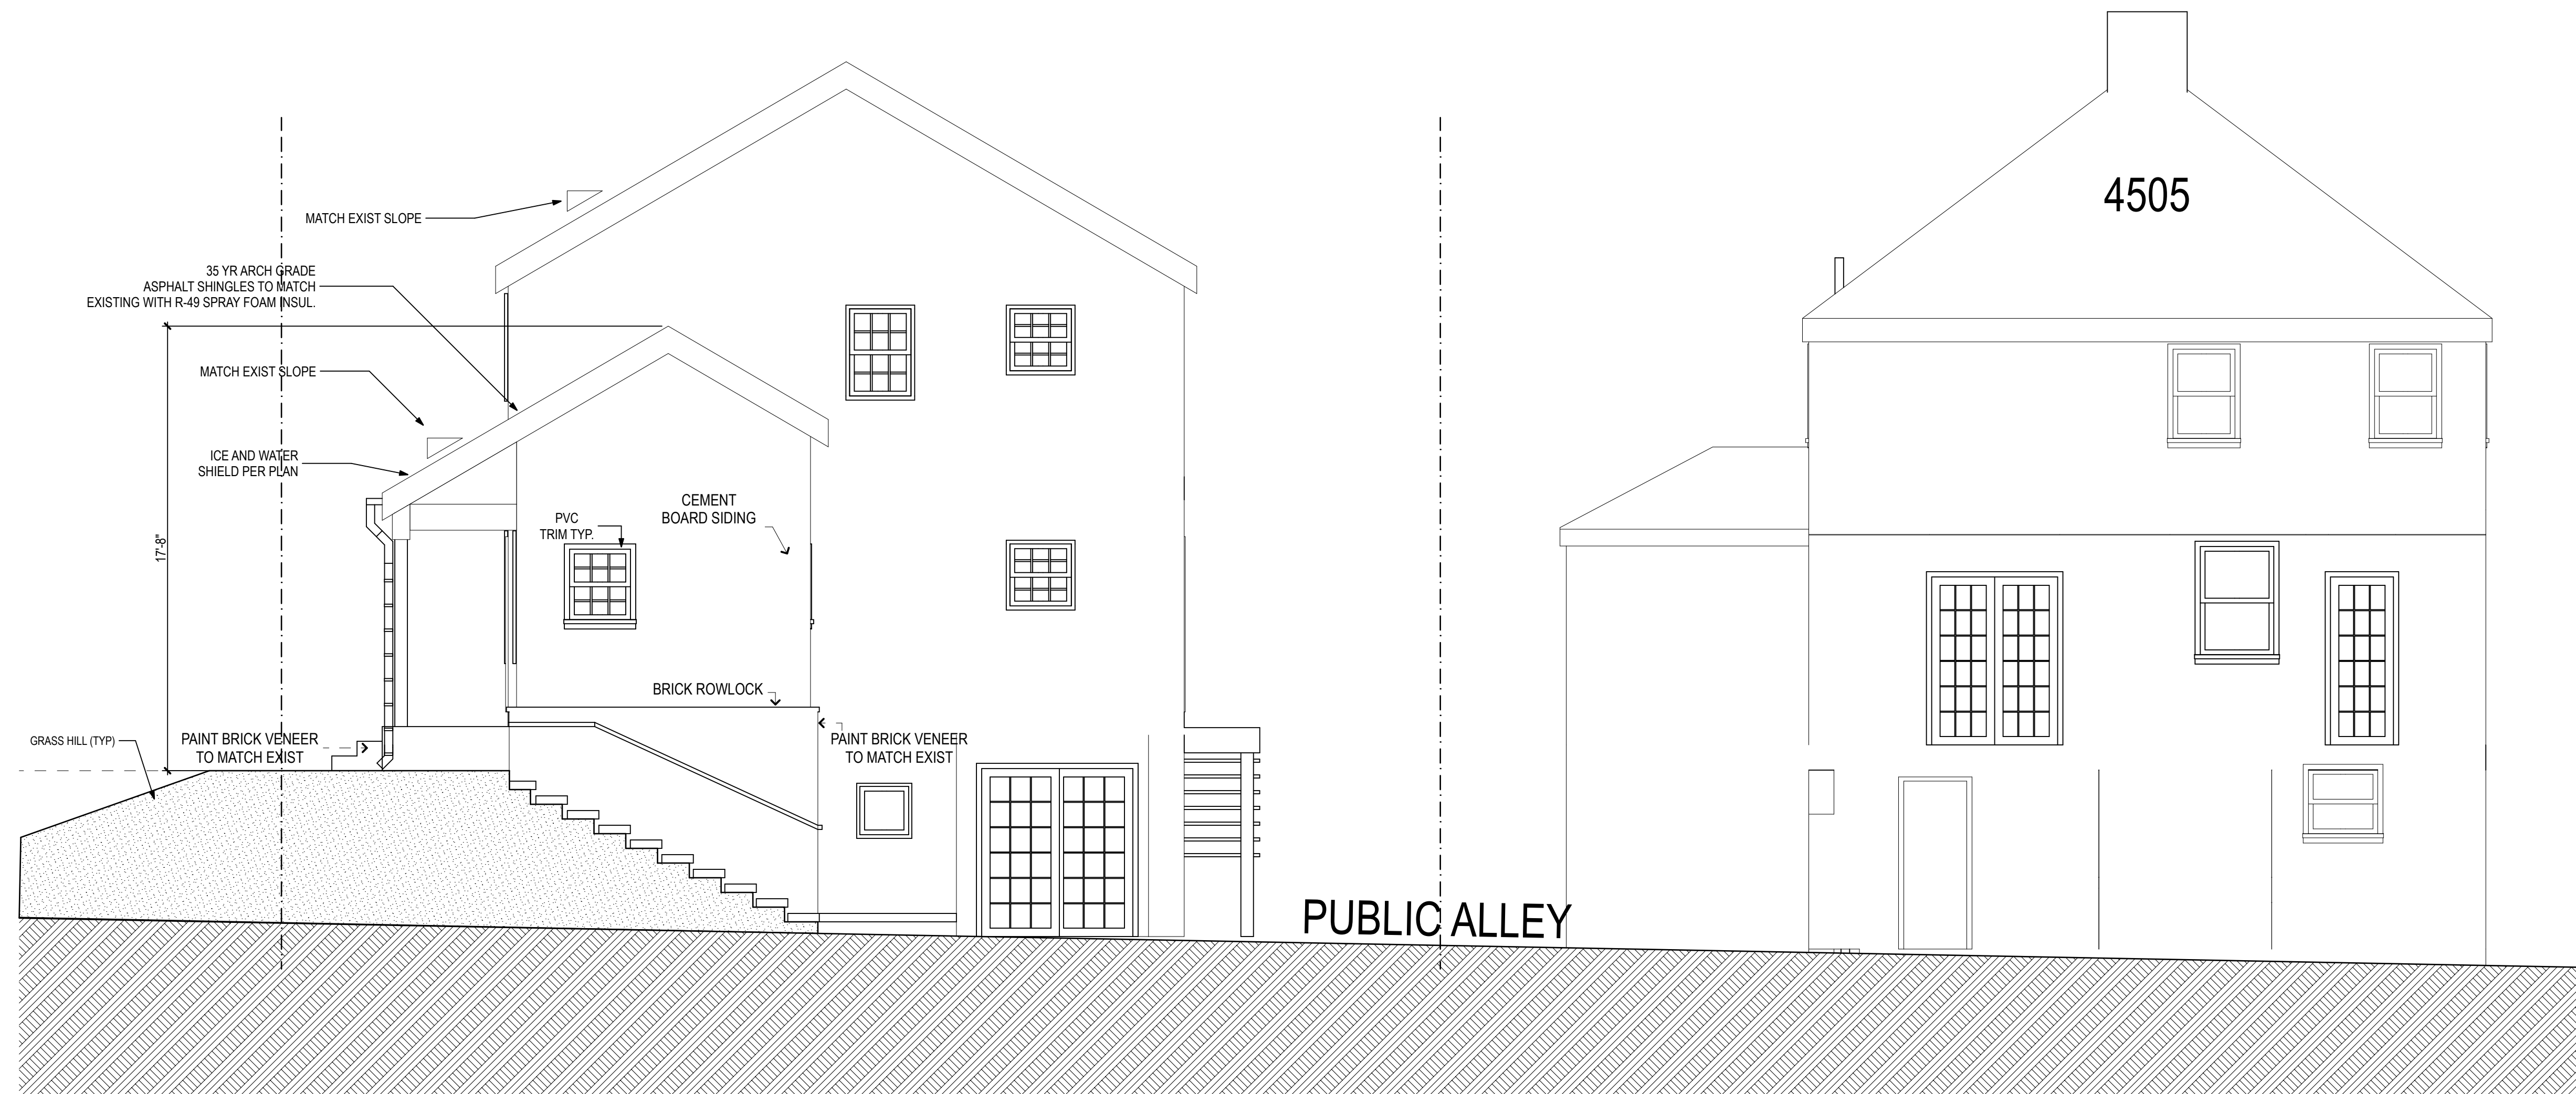 4505
MATCH EXIST SLOPE
35 YR ARCH GRADE
ASPHALT SHINGLES TO MATCH
EXISTING WITH R-49 SPRAY FOAM INSUL.
MATCH EXIST SLOPE
ICE AND WATER
SHIELD PER PLAN
CEMENT
BOARD SIDING
PVC
TRIM TYP.
17'-8"
BRICK ROWLOCK
GRASS HILL (TYP)
PAINT BRICK VENEER
TO MATCH EXIST
PAINT BRICK VENEER
TO MATCH EXIST
PUBLIC ALLEY